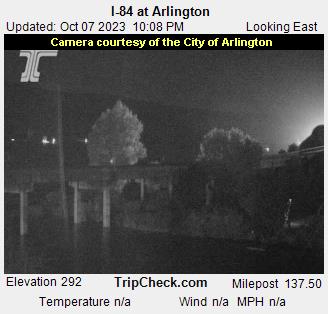 I-84 at Arlington
Updated: Oct 07 2023 10:08 PM Looking East
Camera courtesy of the City of Arlington
Elevation 292 TripCheck.com Milepost 137.50
Temperature n/a Wind n/a MPH n/a